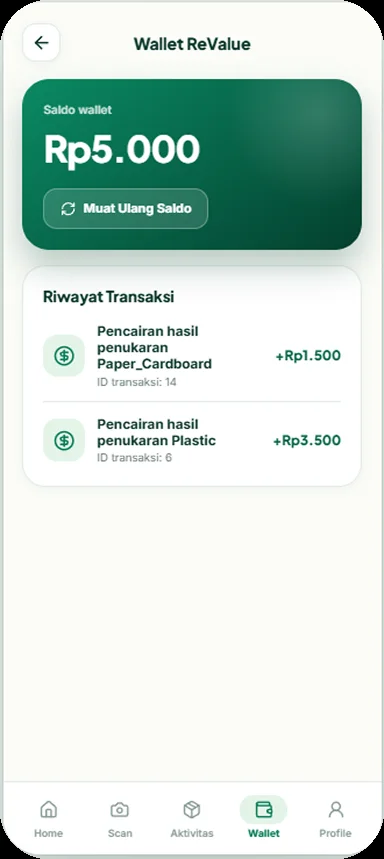 Wallet ReValue
Saldo wallet
Rp5.000
Muat Ulang Saldo
Riwayat Transaksi
Pencairan hasil
penukaran
Paper_Cardboard
+Rp1.500
ID transaksi: 14
Pencairan hasil
penukaran Plastic
+Rp3.500
ID transaksi: 6
Home
Scan
Aktivitas
Wallet
Profile